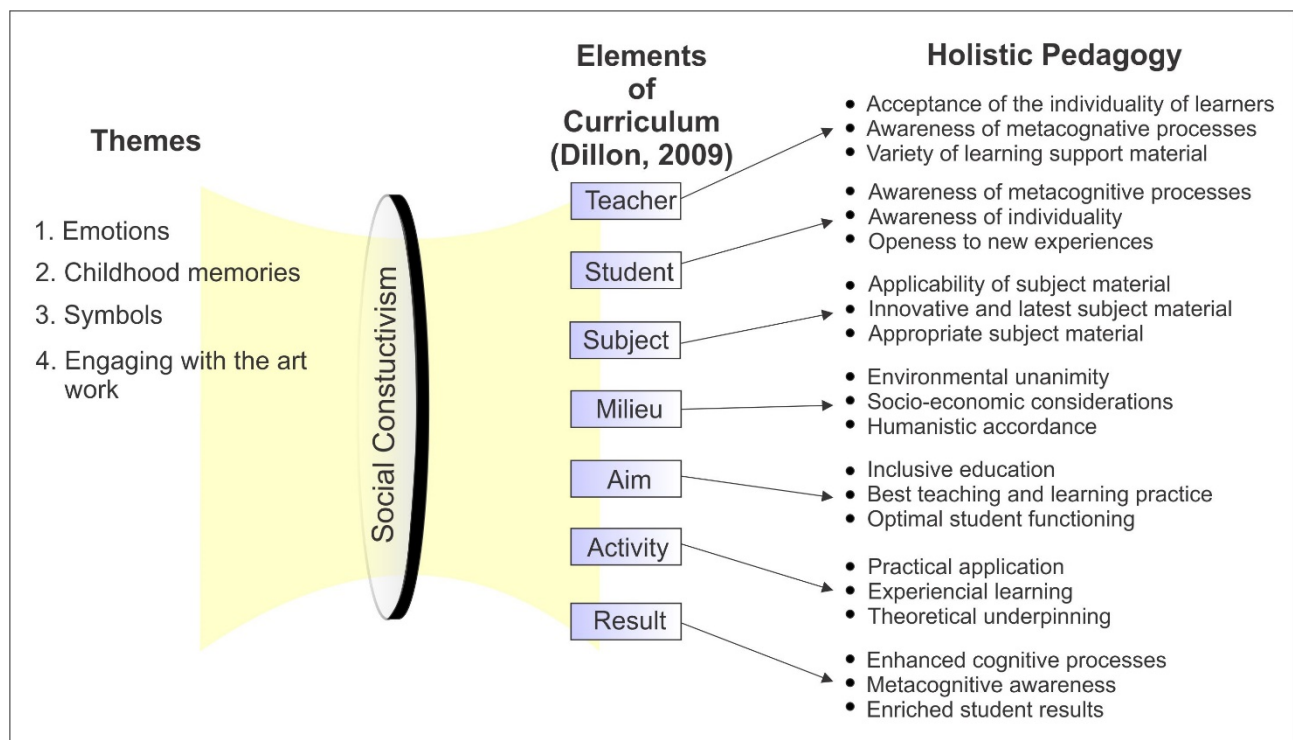 Themes
1. Emotions
2. Childhood memories
3. Symbols
4. Engaging with the art
work
Social Constuctivism
Elements
of
Curriculum
(Dillon, 2009)
Teacher
Student
Subject
Milieu
Aim
Activity
Result
Holistic Pedagogy
• Acceptance of the individuality of learners
• Awareness of metacognative processes
• Variety of learning support material
• Awareness of metacognitive processes
• Awareness of individuality
• Openess to new experiences
• Applicability of subject material
• Innovative and latest subject material
• Appropriate subject material
• Environmental unanimity
• Socio-economic considerations
• Humanistic accordance
• Inclusive education
• Best teaching and learning practice
• Optimal student functioning
• Practical application
• Experiencial learning
• Theoretical underpinning
• Enhanced cognitive processes
• Metacognitive awareness
• Enriched student results